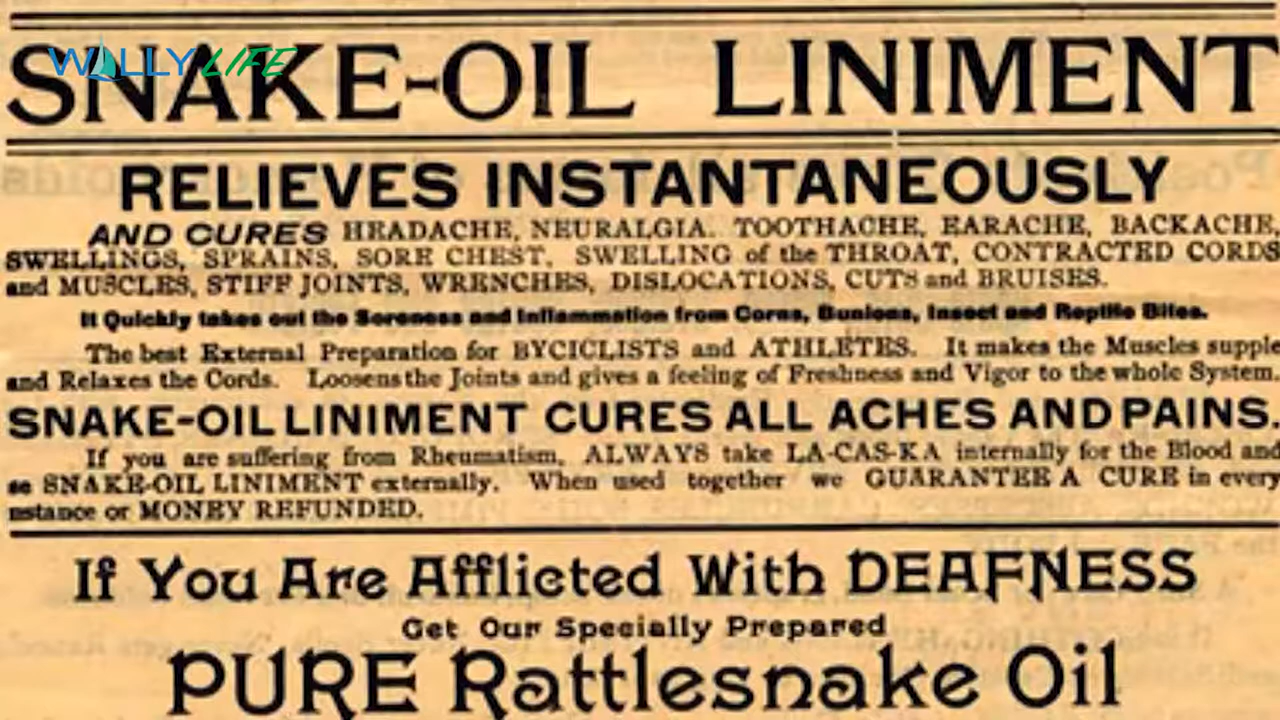 WALLY LIFE
SNAKE-OIL LINIMENT
RELIEVES INSTANTANEOUSLY
AND CURES HEADACHE, NEURALGIA. TOOTHACHE, EARACHE, BACKACHE,
SWELLINGS, SPRAINS, SORE CHEST, SWELLING of the THROAT, CONTRACTED CORDS
and MUSCLES, STIFF JOINTS, WRENCHES, DISLOCATIONS, CUTS and BRUISES.
It Quickly takes out the Soreness and Inflammation from Corns, Bunions, Insect and Reptile Bites.
The best External Preparation for BYCICLISTS and ATHLETES. It makes the Muscles supple
and Relaxes the Cords. Loosens the Joints and gives a feeling of Freshness and Vigor to the whole System.
SNAKE-OIL LINIMENT CURES ALL ACHES AND PAINS.
If you are suffering from Rheumatism, ALWAYS take LA-CAS-KA internally for the Blood and
se SNAKE-OIL LINIMENT externally. When used together we GUARANTEE A CURE in every
nstance or MONEY REFUNDED.
If You Are Afflicted With DEAFNESS
Get Our Specially Prepared
PURE Rattlesnake Oil